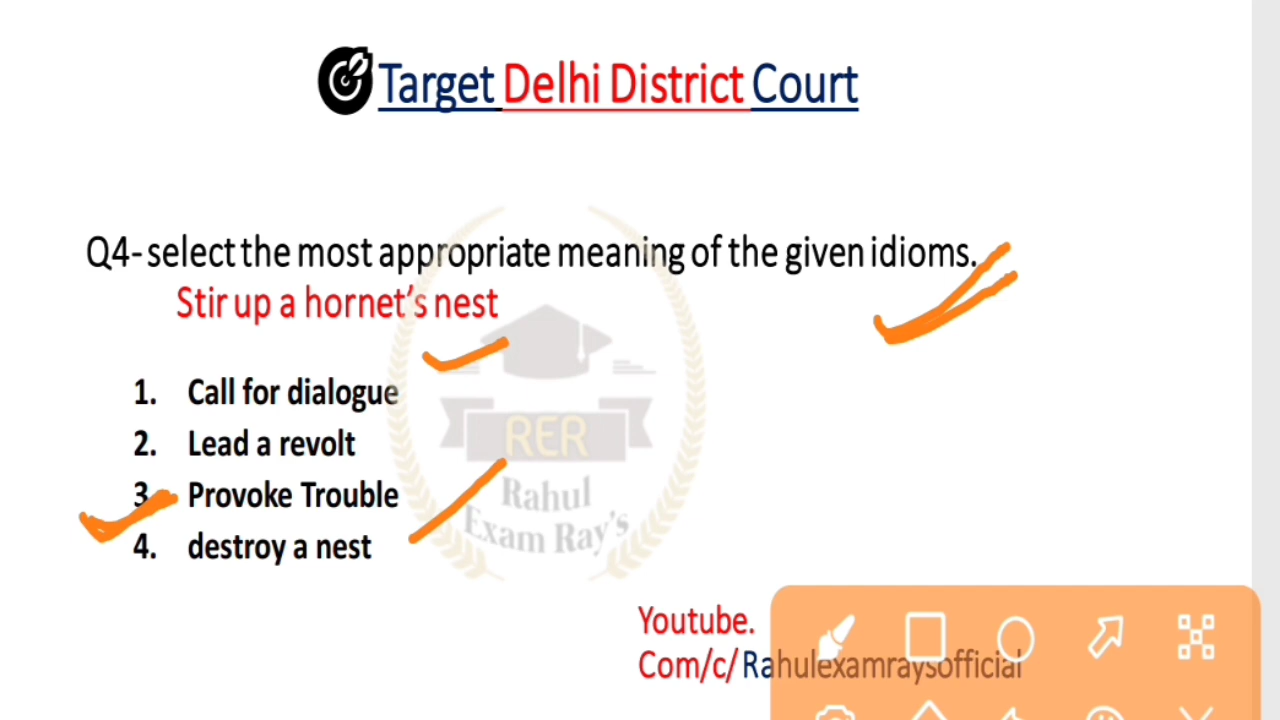 Target Delhi District Court
Q4- select the most appropriate meaning of the given idioms.
Stir up a hornet’s nest
1. Call for dialogue
2. Lead a revolt
3. Provoke Trouble
4. destroy a nest
RER
Rahul
Exam Ray's
Youtube.
Com/c/ Rahulexamraysofficial